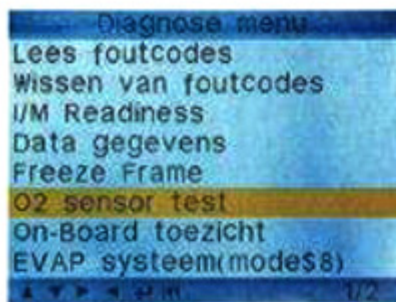 Diagnose menu
Lees foutcodes
Wissen van foutcodes
I/M Readiness
Data gegevens
Freeze Frame
O2 sensor test
On-Board toezicht
EVAP systeem(mode$8)
1/2